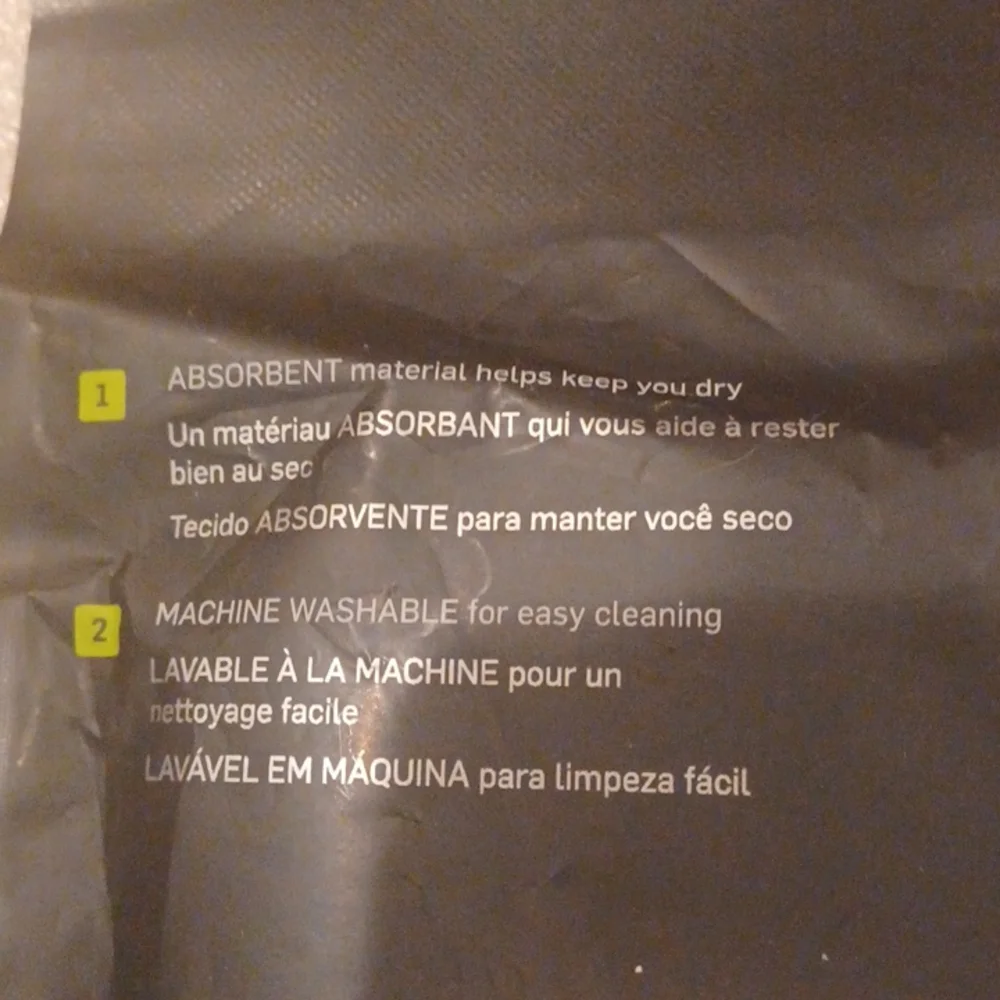 1
ABSORBENT material helps keep you dry
Un matériau ABSORBANT qui vous aide à rester
bien au sec
Tecido ABSORVENTE para manter você seco
2
MACHINE WASHABLE for easy cleaning
LAVABLE À LA MACHINE pour un
nettoyage facile
LAVÁVEL EM MÁQUINA para limpeza fácil